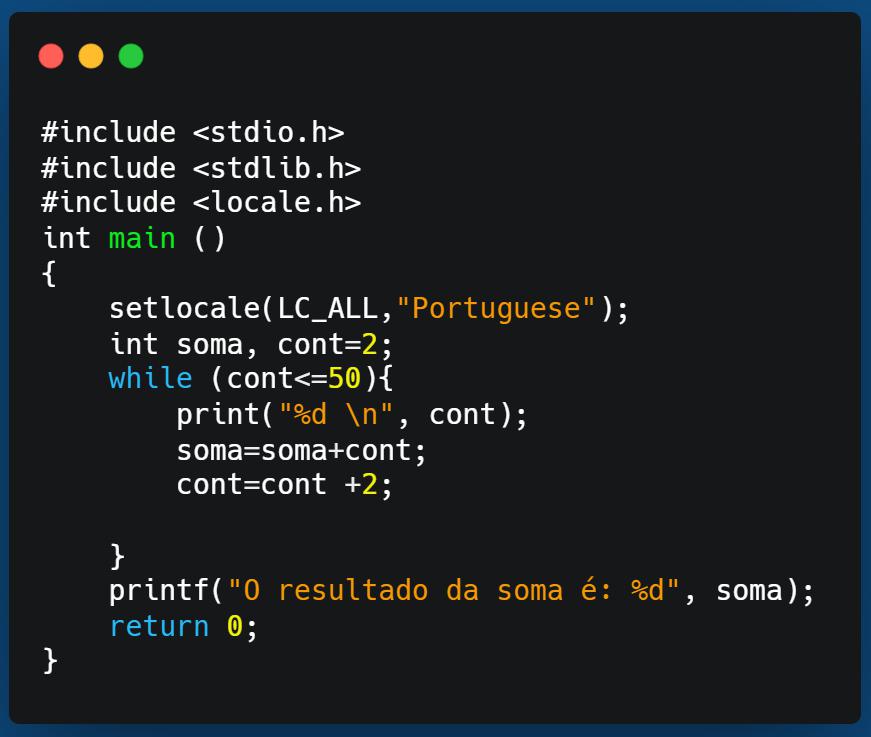 #include <stdio.h>
#include <stdlib.h>
#include <locale.h>
int main ()
{
    setlocale(LC_ALL,"Portuguese");
    int soma, cont=2;
    while (cont<=50){
        print("%d \n", cont);
        soma=soma+cont;
        cont=cont +2;

    }
    printf("O resultado da soma é: %d", soma);
    return 0;
}